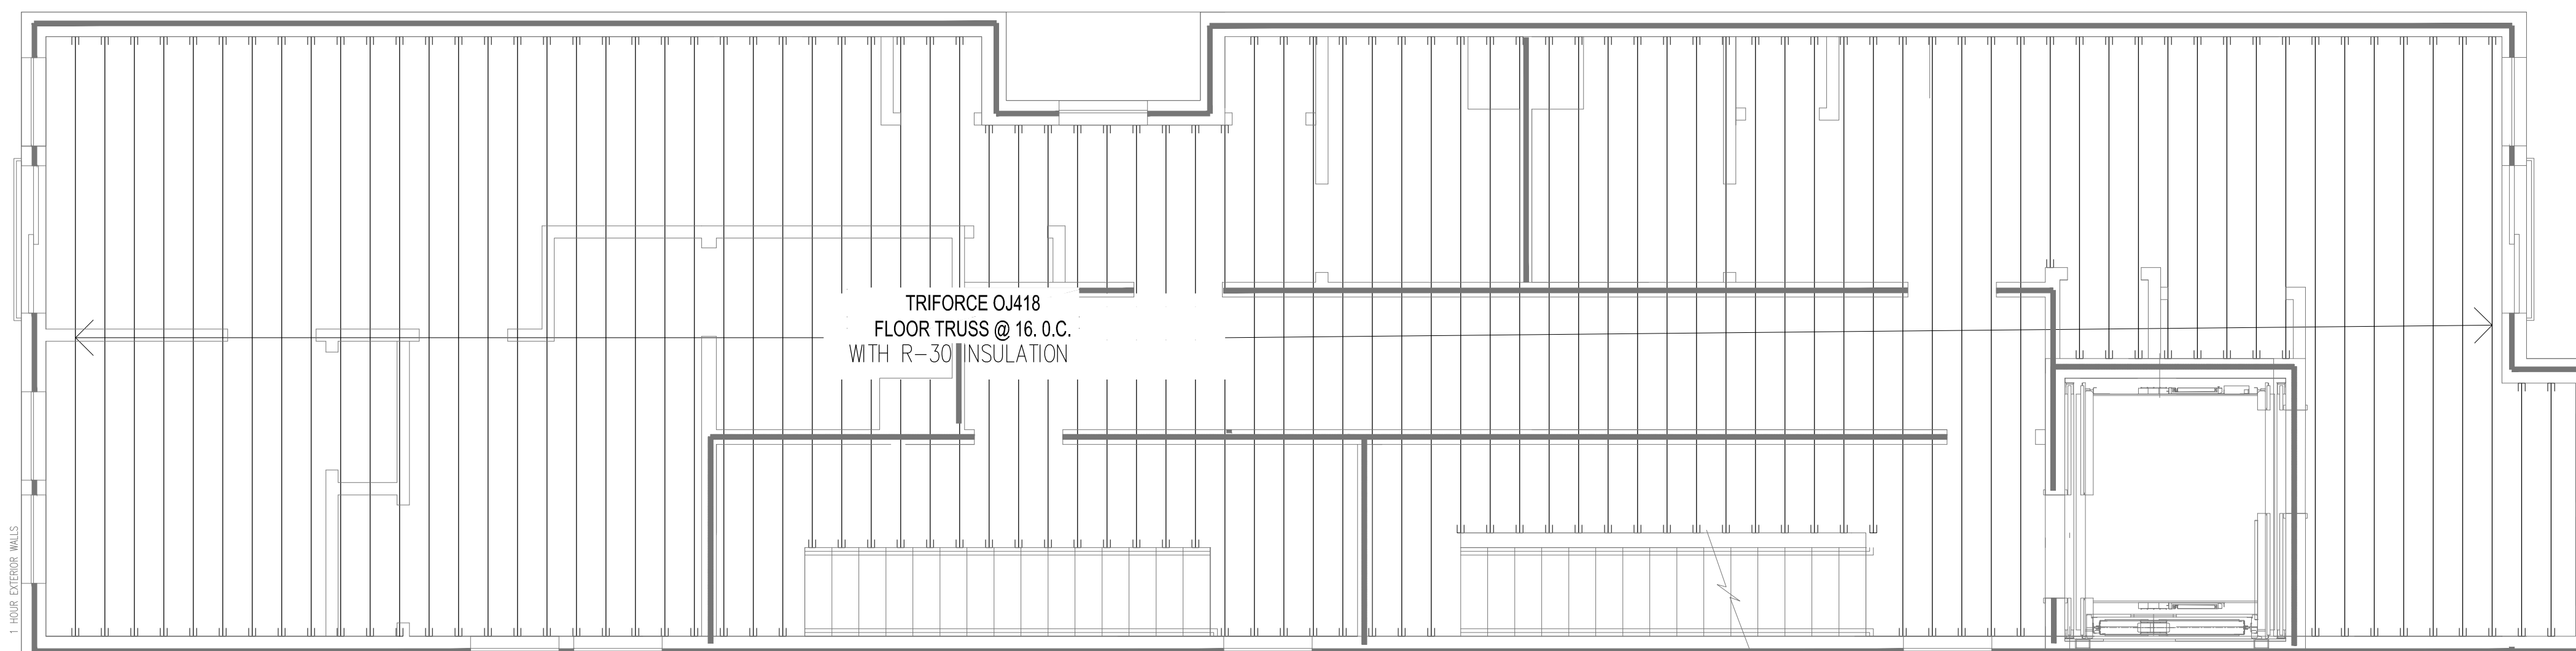 TRIFORCE OJ418
FLOOR TRUSS @ 16. O.C.
WITH R-30 INSULATION
1 HOUR EXTERIOR WALLS